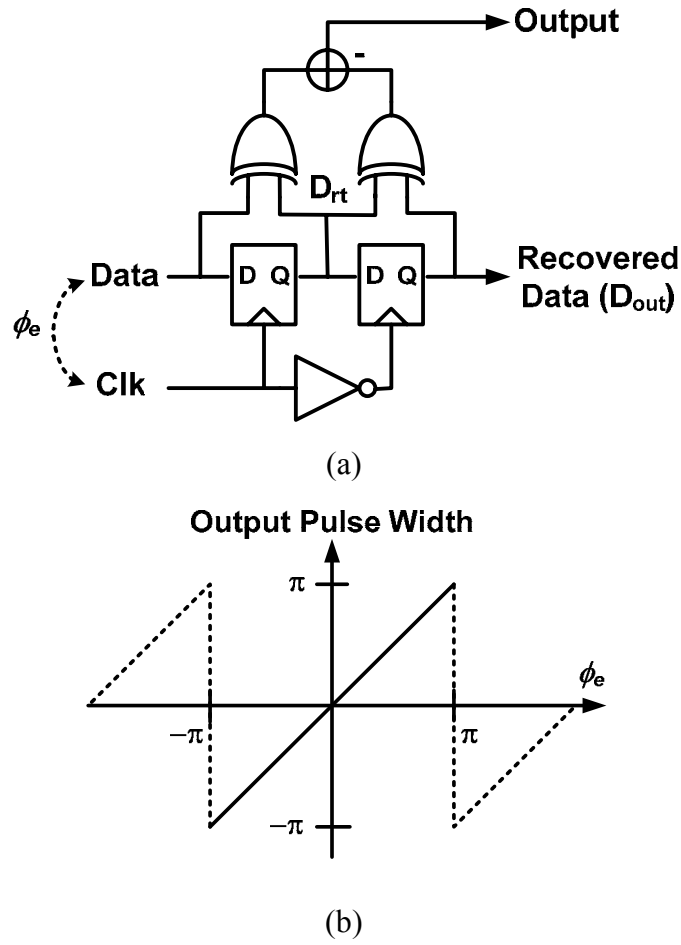 Output
-
D_rt
Data
D Q
D Q
Recovered
Data (D_out)
ϕ_e
Clk
(a)
Output Pulse Width
π
ϕ_e
−π
π
−π
(b)